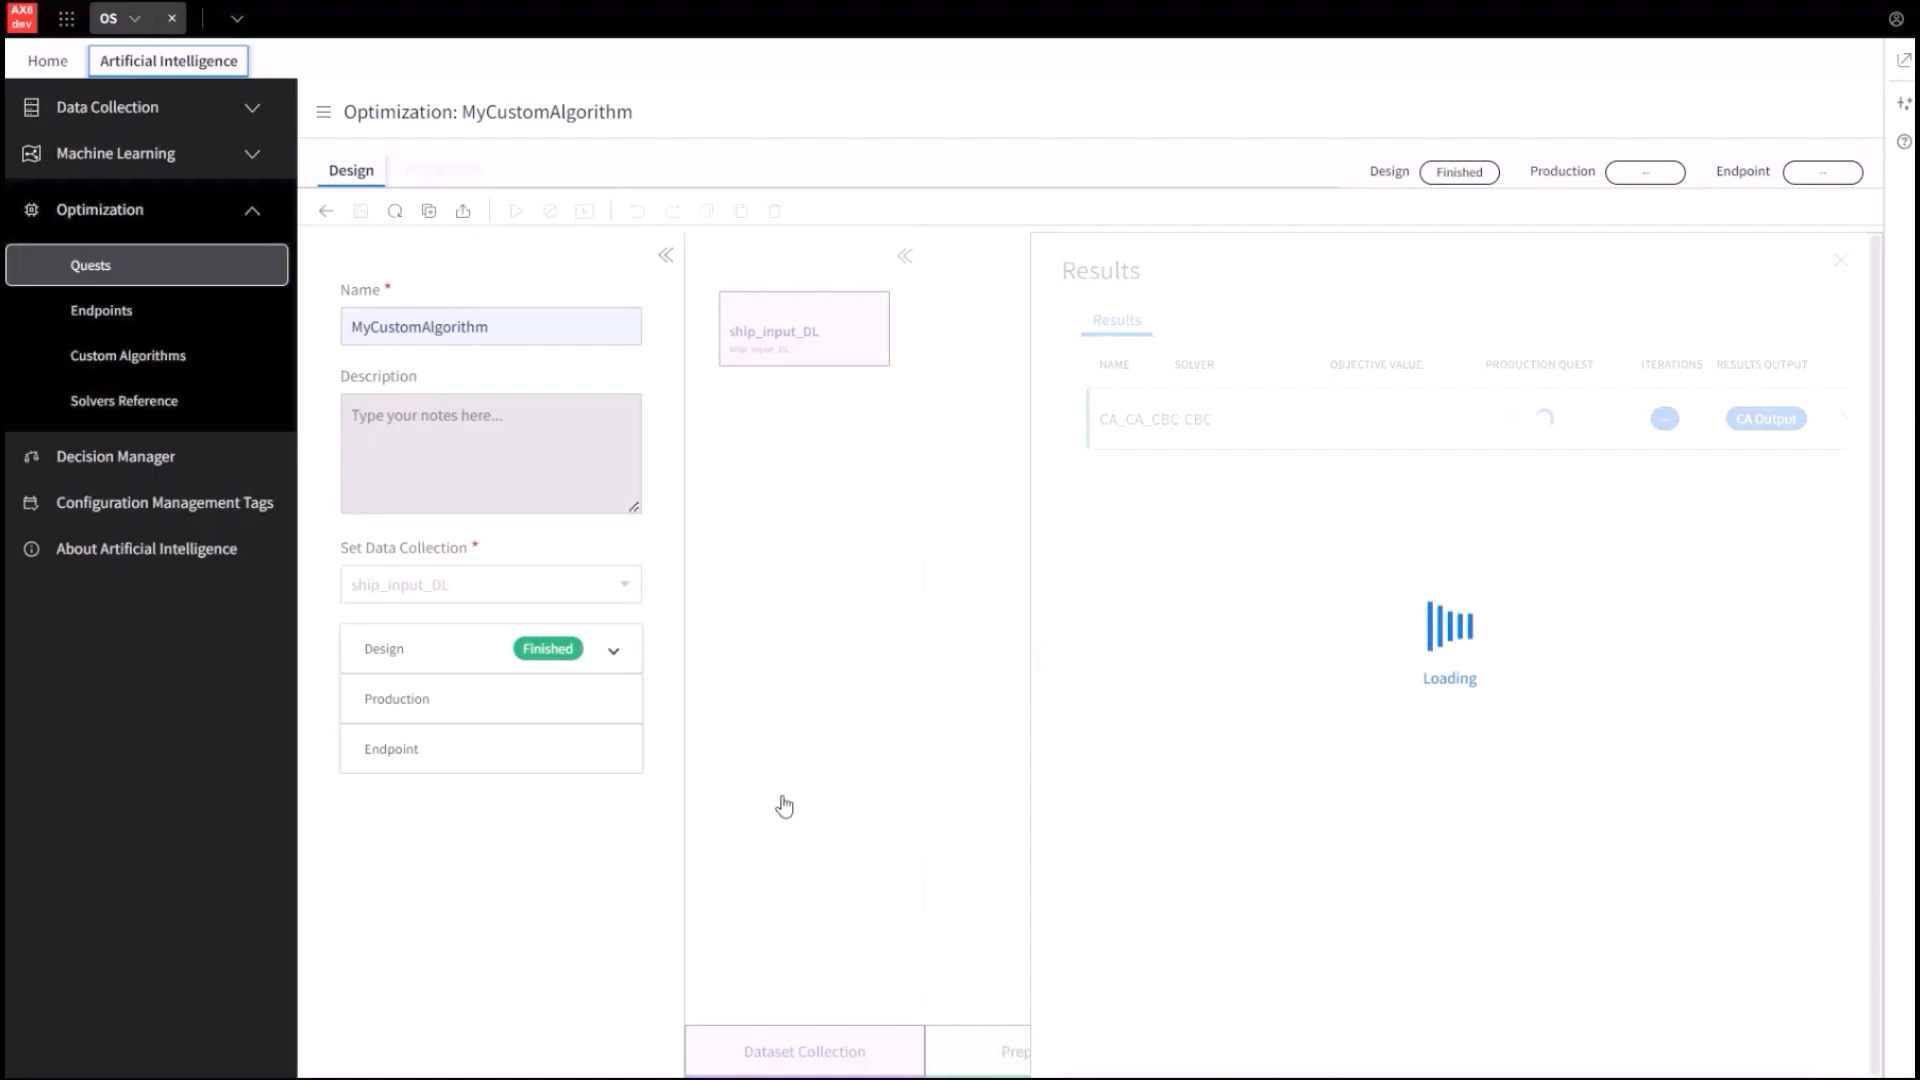 AX6
dev
OS
Home
Artificial Intelligence
Data Collection
Machine Learning
Optimization
Quests
Endpoints
Custom Algorithms
Solvers Reference
Decision Manager
Configuration Management Tags
About Artificial Intelligence
Optimization: MyCustomAlgorithm
Design
Design Finished Production -- Endpoint --
Name *
MyCustomAlgorithm
Description
Type your notes here...
Set Data Collection *
ship_input_DL
Design Finished
Production
Endpoint
ship_input_DL
ship_input_DL
Dataset Collection
Prep
Results
Results
NAME SOLVER OBJECTIVE VALUE PRODUCTION QUEST ITERATIONS RESULTS OUTPUT
CA_CA_CBC CBC -- CA Output
Loading